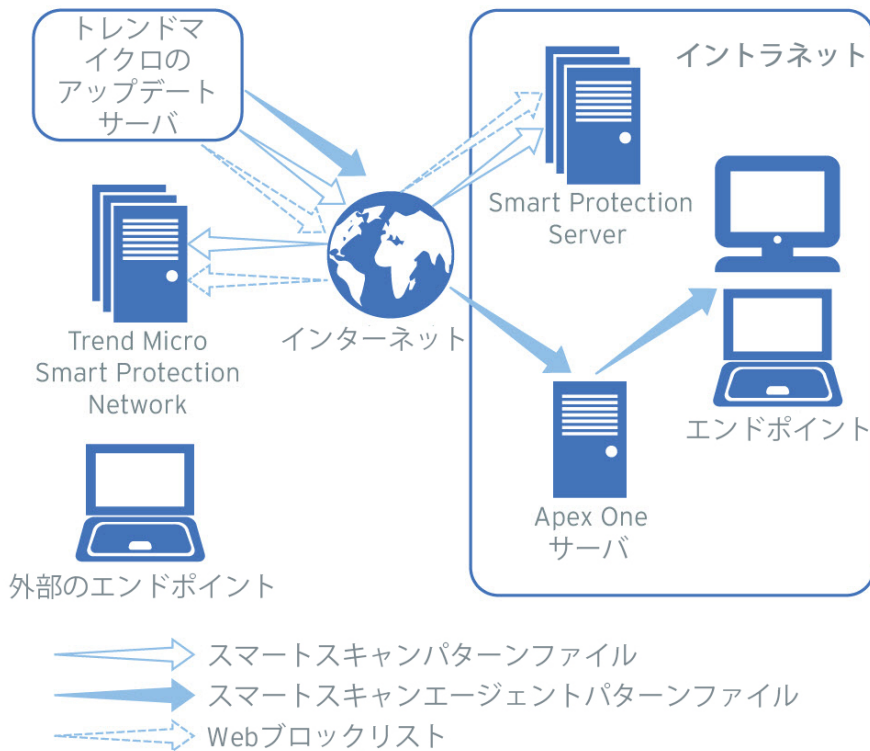 トレンドマ
イクロの
アップデート
サーバ
イントラネット
Smart Protection
Server
インターネット
Trend Micro
Smart Protection
Network
エンドポイント
Apex One
サーバ
外部のエンドポイント
スマートスキャンパターンファイル
スマートスキャンエージェントパターンファイル
Webブロックリスト